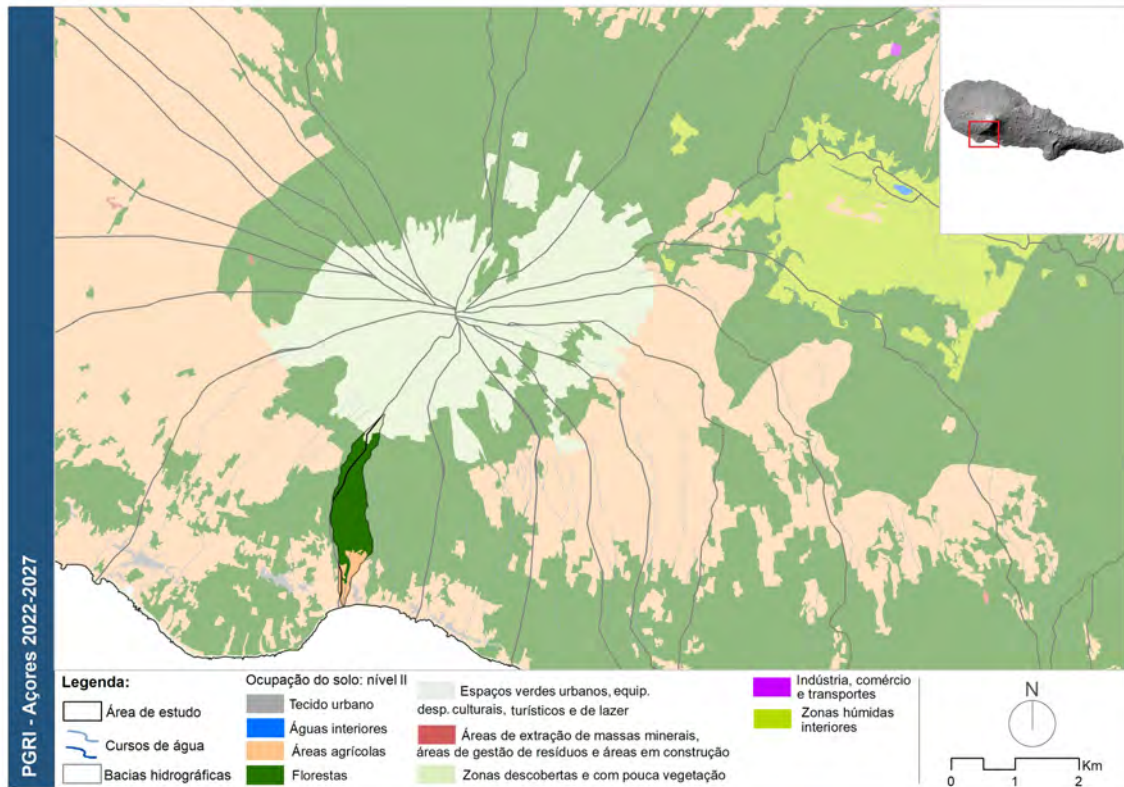 PGRI - Açores 2022-2027
Legenda:
Área de estudo
Cursos de água
Bacias hidrográficas
Ocupação do solo: nível II
Tecido urbano
Águas interiores
Áreas agrícolas
Florestas
Espaços verdes urbanos, equip.
desp. culturais, turísticos e de lazer
Áreas de extração de massas minerais,
áreas de gestão de resíduos e áreas em construção
Zonas descobertas e com pouca vegetação
Indústria, comércio
e transportes
Zonas húmidas
interiores
N
Km
0 1 2